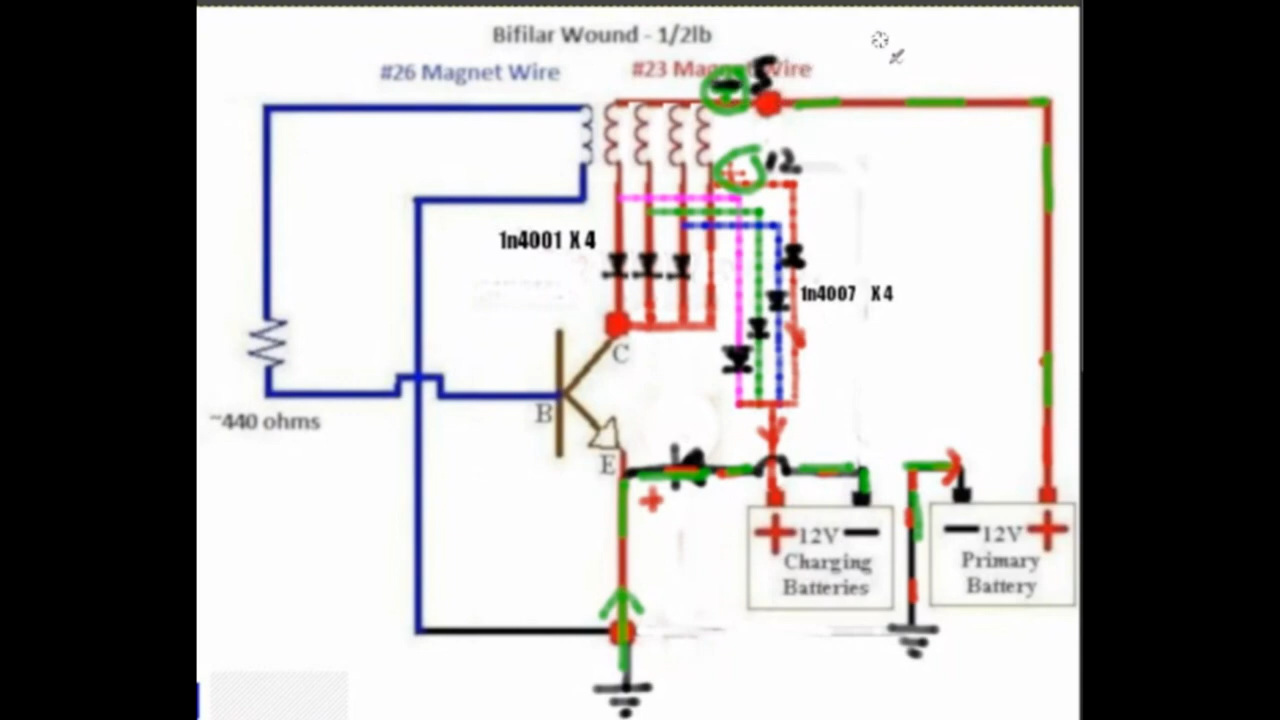 Bifilar Wound - 1/2lb
#26 Magnet Wire
#23 Magnet Wire
5
12
1n4001 X 4
1n4007 X 4
C
B
~440 ohms
E
+
+ 12V −
Charging
Batteries
− 12V +
Primary
Battery